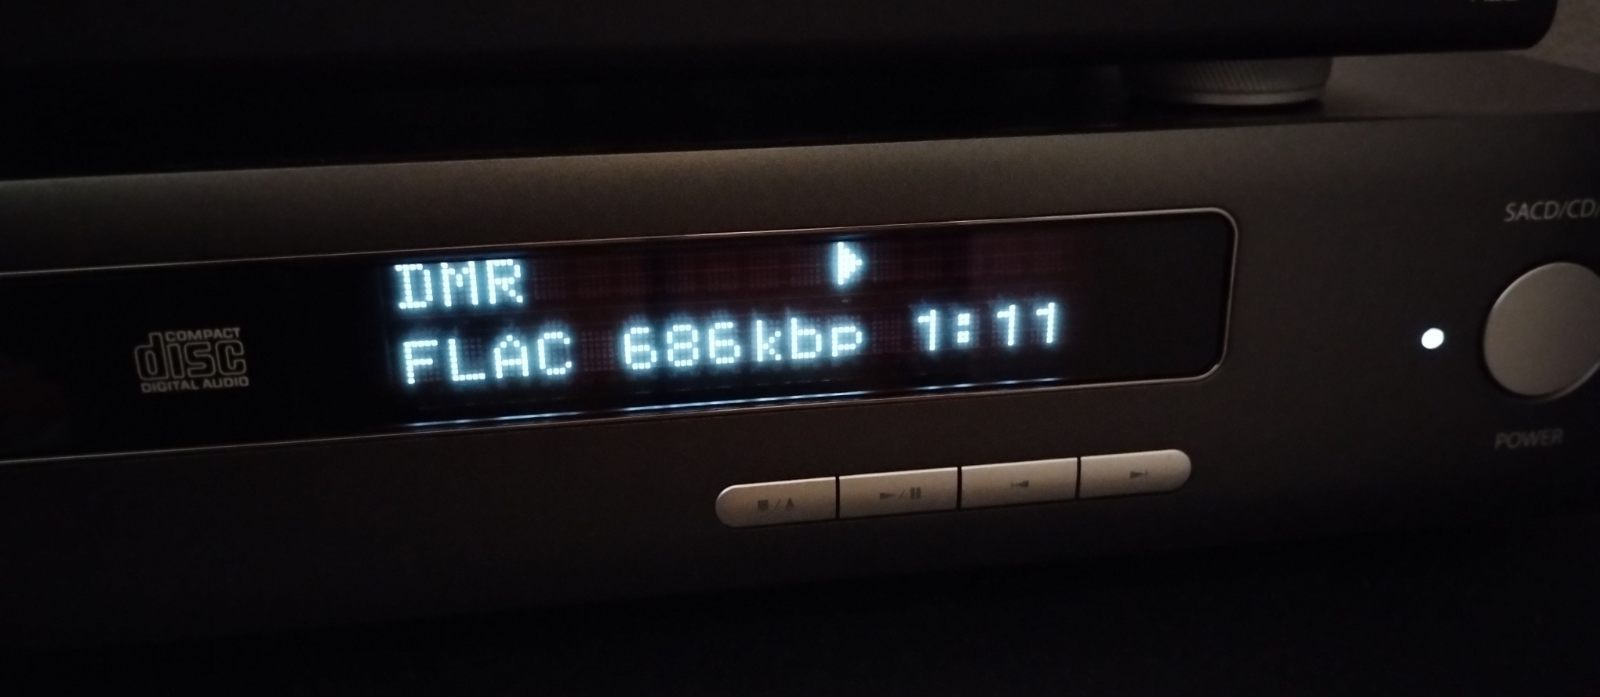 SACD/CD/
DMR
COMPACT
disc
DIGITAL AUDIO
FLAC 686kbp 1:11
POWER